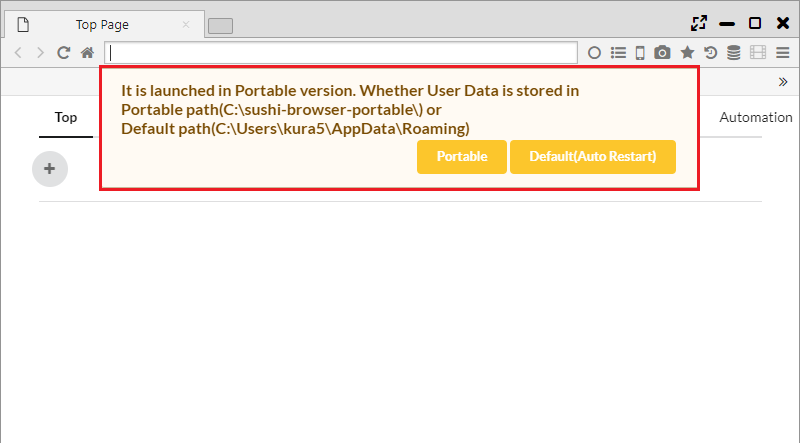 Top Page
It is launched in Portable version. Whether User Data is stored in
Portable path(C:\sushi-browser-portable\) or
Default path(C:\Users\kura5\AppData\Roaming)
Portable Default(Auto Restart)
Top
Automation